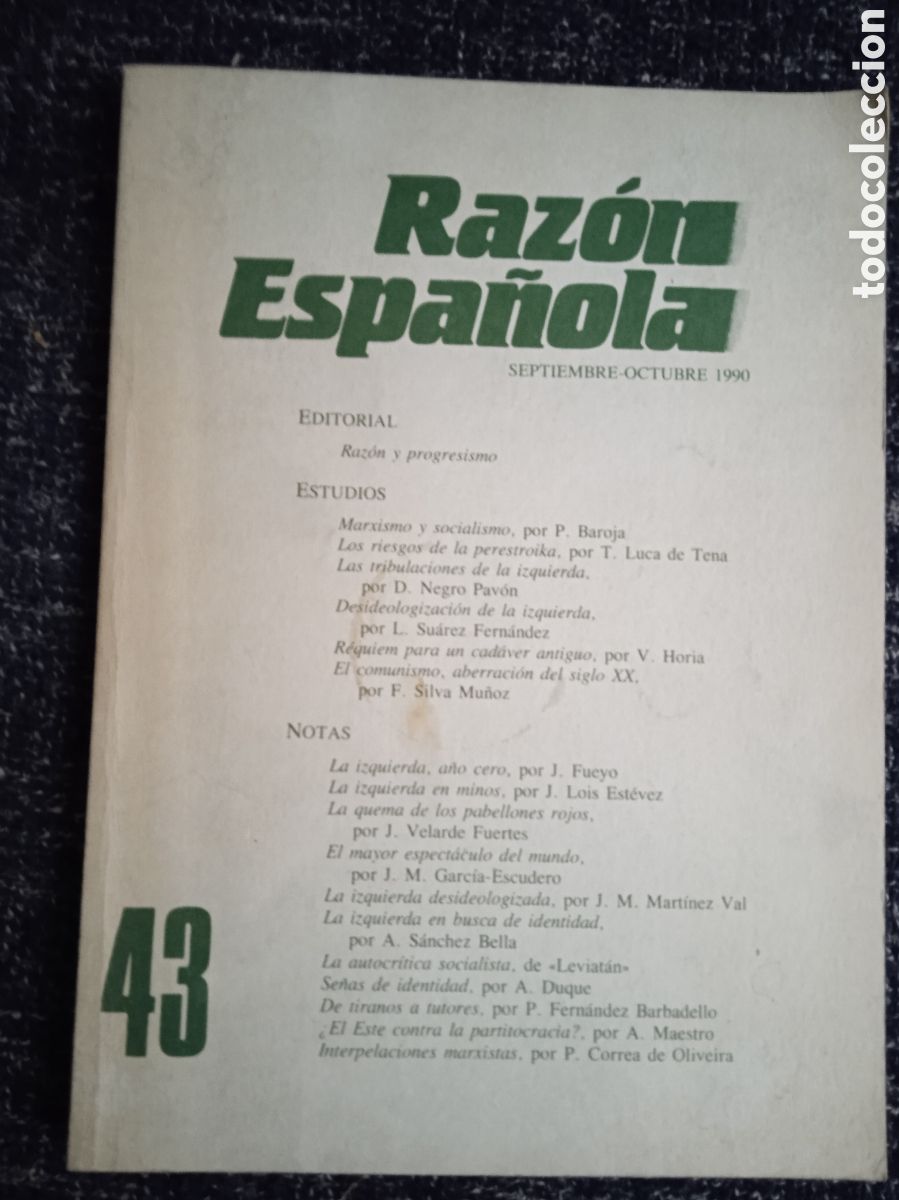 Razón
Española
SEPTIEMBRE-OCTUBRE 1990
EDITORIAL
Razón y progresismo
ESTUDIOS
Marxismo y socialismo, por P. Baroja
Los riesgos de la perestroika, por T. Luca de Tena
Las tribulaciones de la izquierda,
por D. Negro Pavón
Desideologización de la izquierda,
por L. Suárez Fernández
Réquiem para un cadáver antiguo, por V. Horia
El comunismo, aberración del siglo XX,
por F. Silva Muñoz
NOTAS
La izquierda, año cero, por J. Fueyo
La izquierda en minos, por J. Lois Estévez
La quema de los pabellones rojos,
por J. Velarde Fuertes
El mayor espectáculo del mundo,
por J. M. García-Escudero
La izquierda desideologizada, por J. M. Martínez Val
La izquierda en busca de identidad,
por A. Sánchez Bella
La autocrítica socialista, de «Leviatán»
Señas de identidad, por A. Duque
De tiranos a tutores, por P. Fernández Barbadello
¿El Este contra la partitocracia?, por A. Maestro
Interpelaciones marxistas, por P. Correa de Oliveira
43
todocoleccion